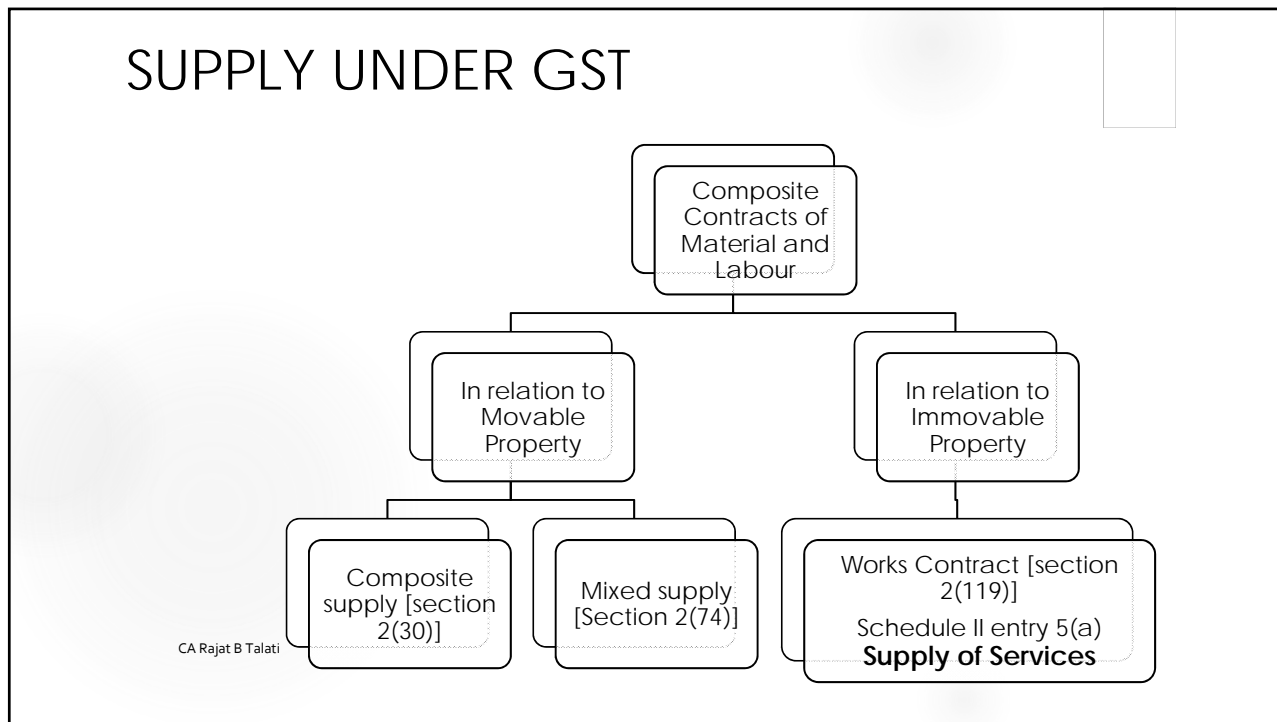 SUPPLY UNDER GST
Composite
Contracts of
Material and
Labour
In relation to
Movable
Property
In relation to
Immovable
Property
Composite
supply [section
2(30)]
Mixed supply
[Section 2(74)]
Works Contract [section
2(119)]
Schedule II entry 5(a)
Supply of Services
CA Rajat B Talati